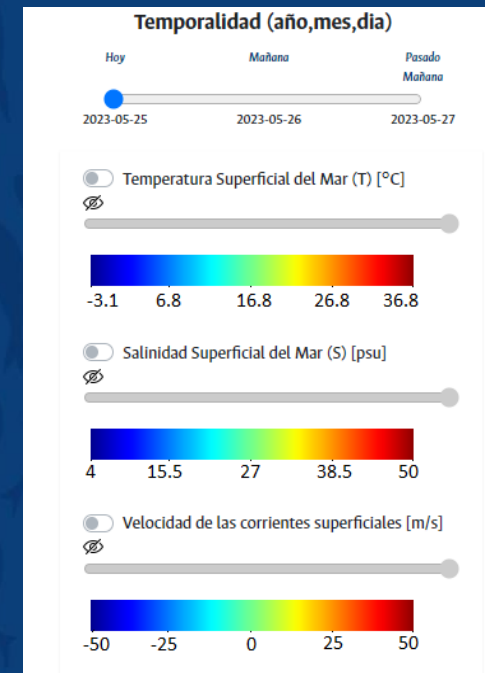 Temporalidad (año,mes,dia)
Hoy Mañana Pasado
Mañana
2023-05-25 2023-05-26 2023-05-27
Temperatura Superficial del Mar (T) [°C]
-3.1 6.8 16.8 26.8 36.8
Salinidad Superficial del Mar (S) [psu]
4 15.5 27 38.5 50
Velocidad de las corrientes superficiales [m/s]
-50 -25 0 25 50